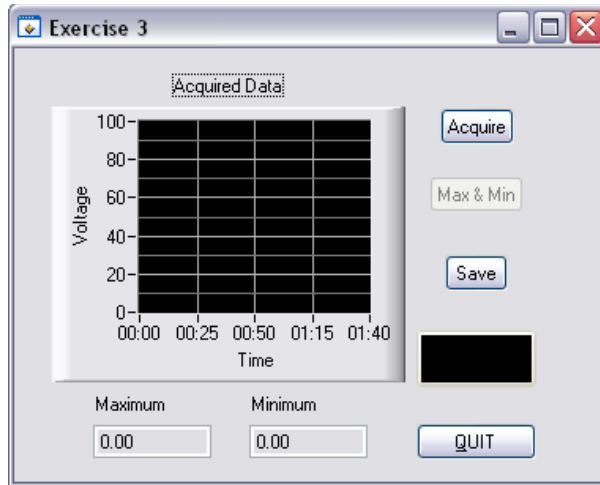 Exercise 3
Acquired Data
Acquire
Max & Min
Save
Voltage
100
80
60
40
20
0
00:00 00:25 00:50 01:15 01:40
Time
Maximum Minimum
0.00 0.00
QUIT